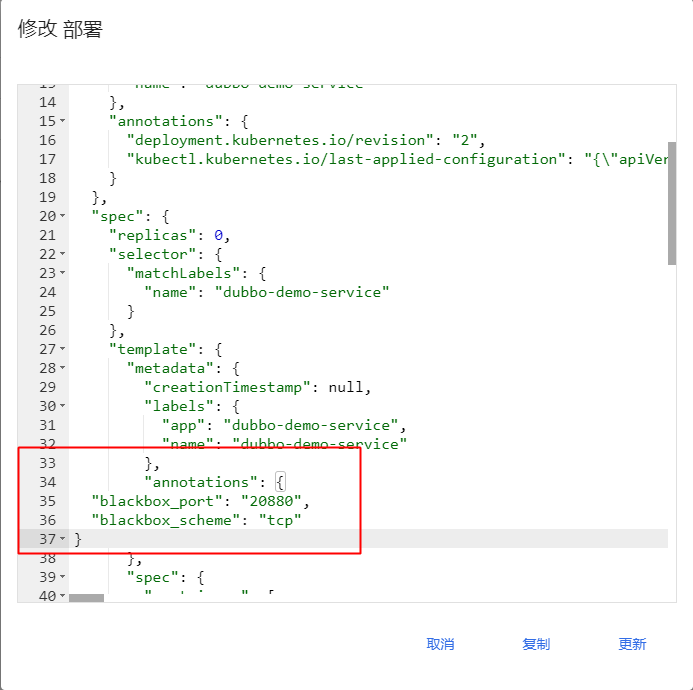 修改 部署
13 "name": "dubbo-demo-service"
14 },
15 "annotations": {
16 "deployment.kubernetes.io/revision": "2",
17 "kubectl.kubernetes.io/last-applied-configuration": "{\"apiVer
18 }
19 },
20 "spec": {
21 "replicas": 0,
22 "selector": {
23 "matchLabels": {
24 "name": "dubbo-demo-service"
25 }
26 },
27 "template": {
28 "metadata": {
29 "creationTimestamp": null,
30 "labels": {
31 "app": "dubbo-demo-service",
32 "name": "dubbo-demo-service"
33 },
34 "annotations": {
35 "blackbox_port": "20880",
36 "blackbox_scheme": "tcp"
37 }
38 },
39 "spec": {
40 "containers": [
取消 复制 更新